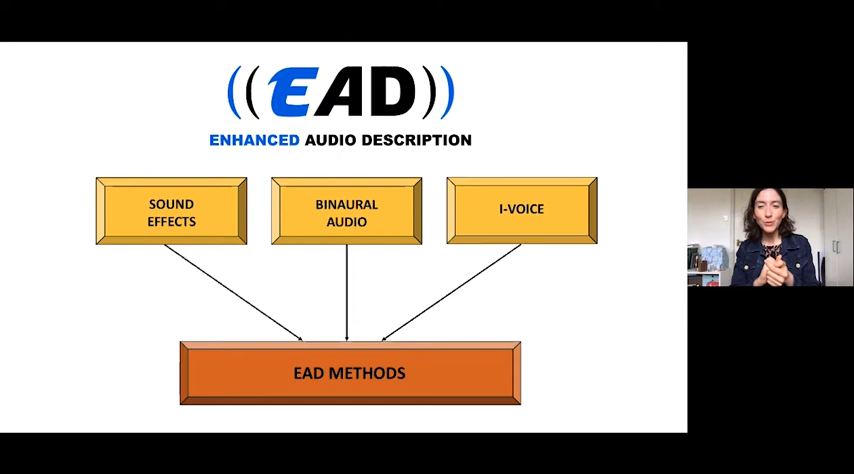 ((EAD))
ENHANCED AUDIO DESCRIPTION
SOUND
EFFECTS
BINAURAL
AUDIO
I-VOICE
EAD METHODS